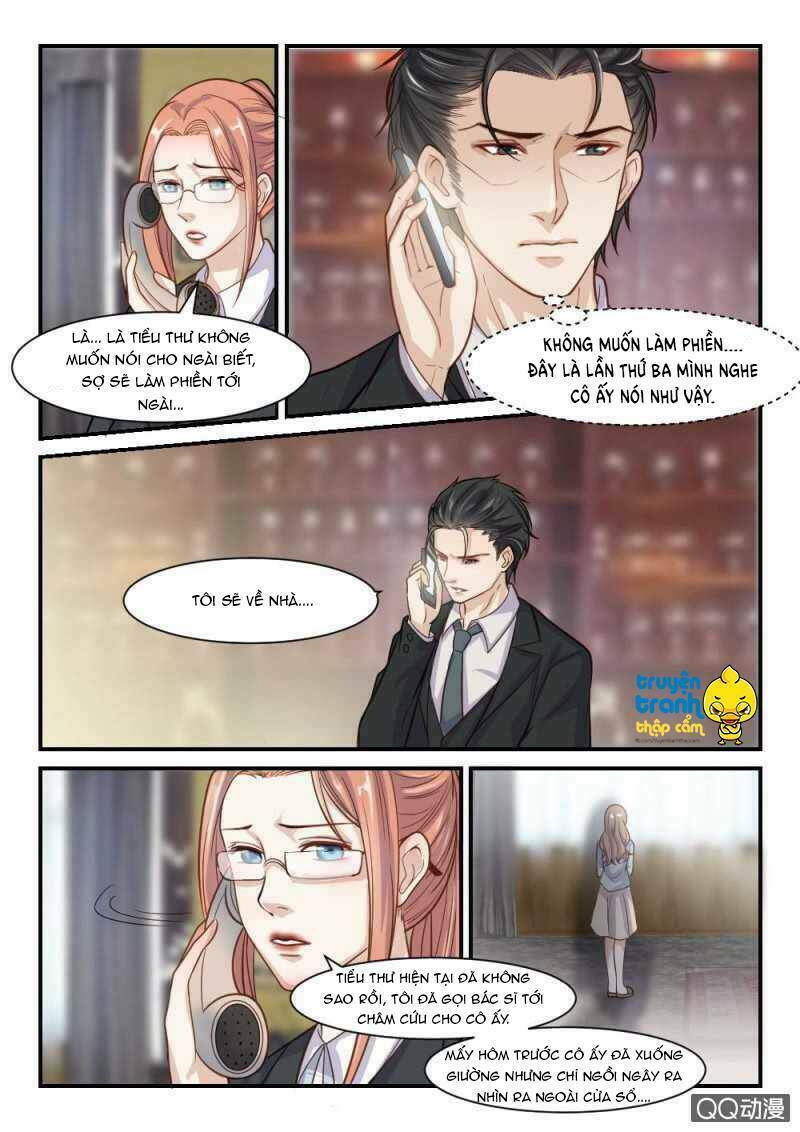 LÀ... LÀ TIỂU THƯ KHÔNG
MUỐN NÓI CHO NGÀI BIẾT,
SỢ SẼ LÀM PHIỀN TỚI
NGÀI...
KHÔNG MUỐN LÀM PHIỀN....
ĐÂY LÀ LẦN THỨ BA MÌNH NGHE
CÔ ẤY NÓI NHƯ VẬY.
TÔI SẼ VỀ NHÀ....
truyện
tranh
thập cẩm
TIỂU THƯ HIỆN TẠI ĐÃ KHÔNG
SAO RỒI, TÔI ĐÃ GỌI BÁC SĨ TỚI
CHÂM CỨU CHO CÔ ẤY.
MẤY HÔM TRƯỚC CÔ ẤY ĐÃ XUỐNG
GIƯỜNG NHƯNG CHỈ NGỒI NGÂY RA
NHÌN RA NGOÀI CỬA SỔ....
QQ动漫